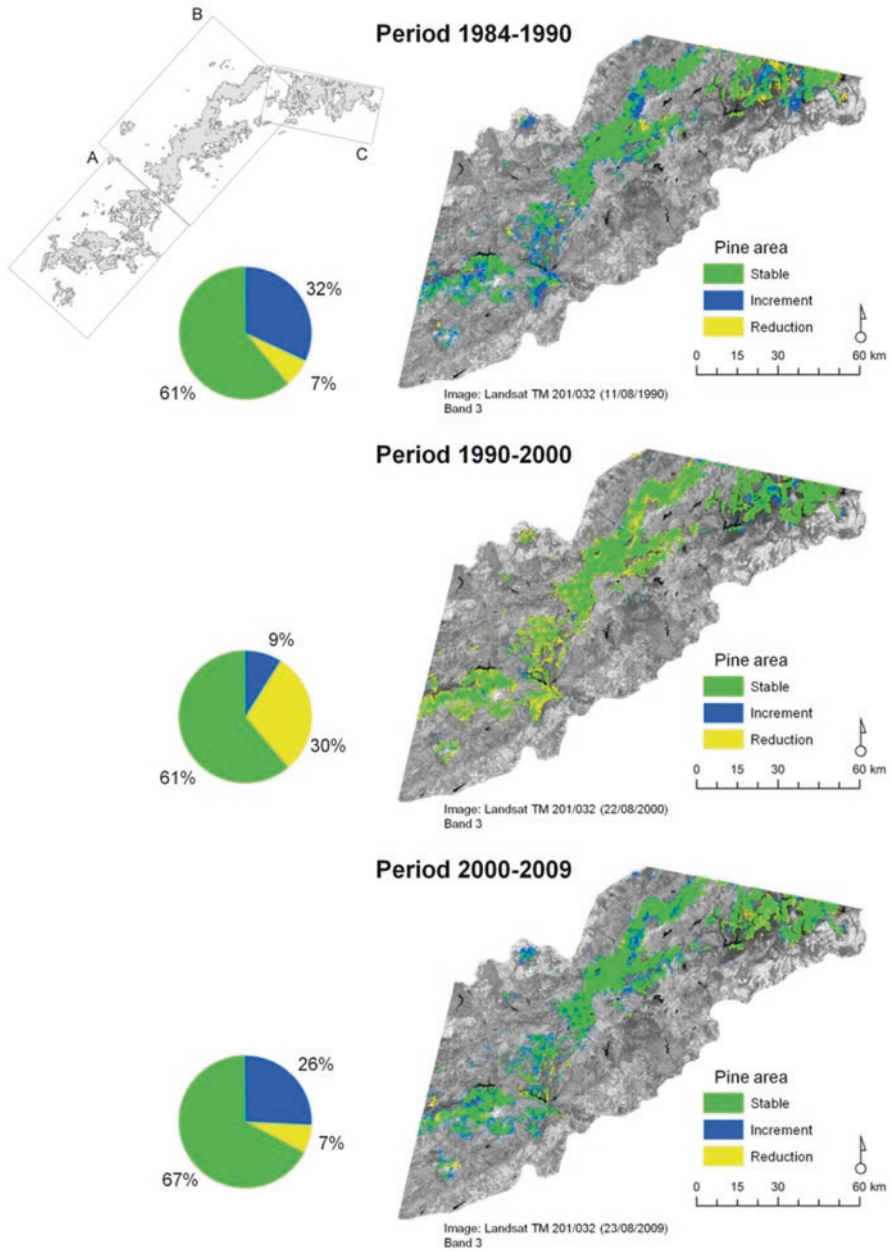 B
A
C
Period 1984-1990
32%
7%
61%
Pine area
Stable
Increment
Reduction
0 15 30 45 60 km
Image: Landsat TM 201/032 (11/08/1990)
Band 3
Period 1990-2000
9%
30%
61%
Pine area
Stable
Increment
Reduction
0 15 30 45 60 km
Image: Landsat TM 201/032 (22/08/2000)
Band 3
Period 2000-2009
26%
7%
67%
Pine area
Stable
Increment
Reduction
0 15 30 45 60 km
Image: Landsat TM 201/032 (23/08/2009)
Band 3